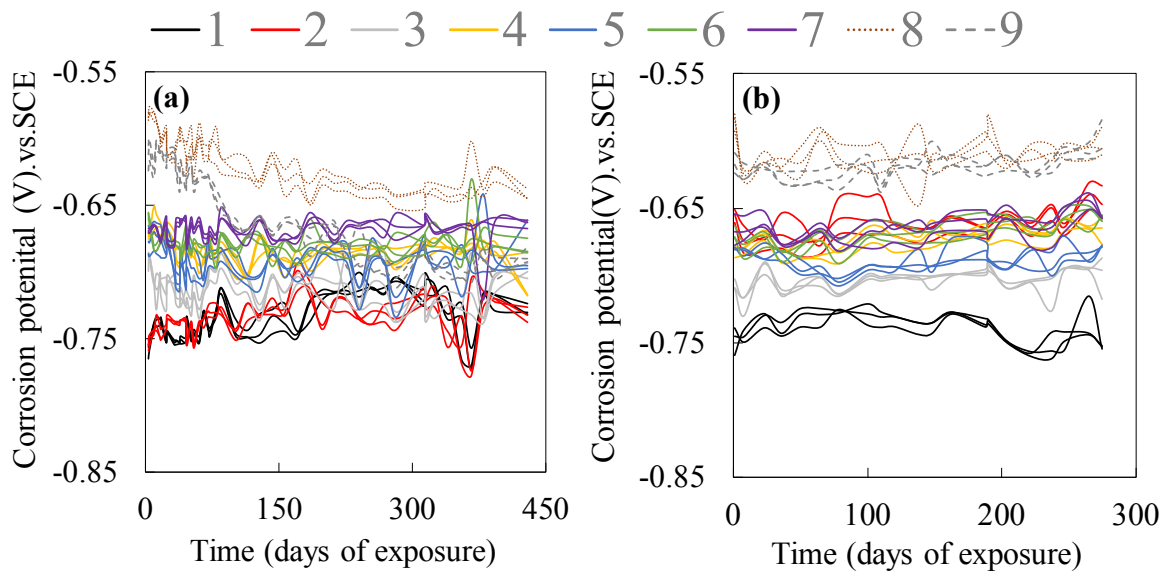 1 2 3 4 5 6 7 8 9
(a)
Corrosion potential (V).vs.SCE
-0.55
-0.65
-0.75
-0.85
0 150 300 450
Time (days of exposure)
(b)
Corrosion potential(V).vs.SCE
-0.55
-0.65
-0.75
-0.85
0 100 200 300
Time (days of exposure)